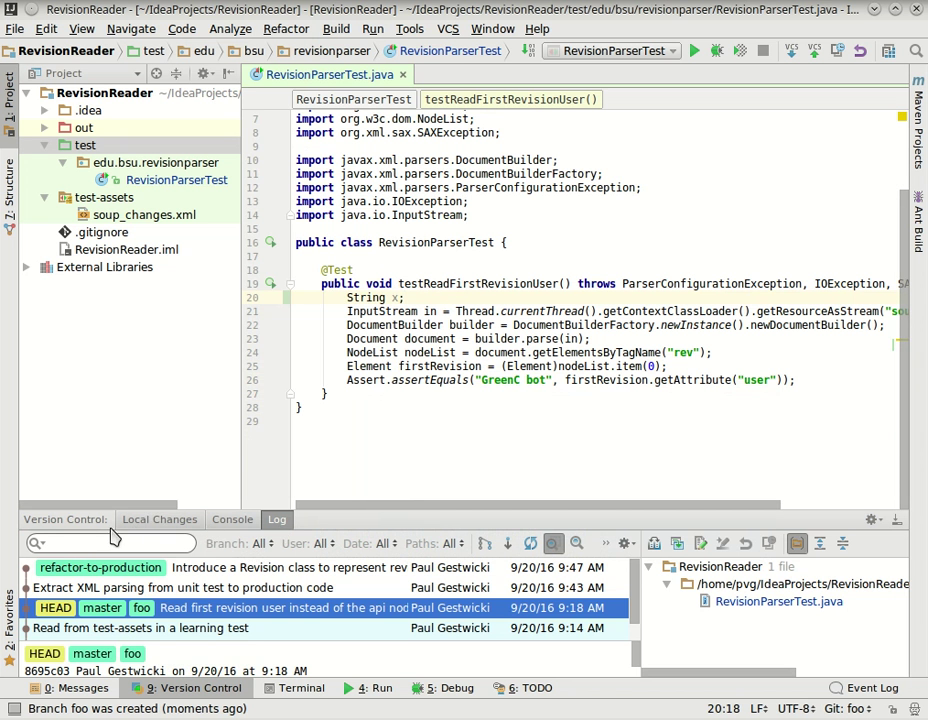 RevisionReader - [~/IdeaProjects/RevisionReader] - [RevisionReader] - ~/IdeaProjects/RevisionReader/test/edu/bsu/revisionparser/RevisionParserTest.java - I...
File Edit View Navigate Code Analyze Refactor Build Run Tools VCS Window Help
RevisionReader test edu bsu revisionparser RevisionParserTest RevisionParserTest VCS VCS
Project RevisionParserTest.java
RevisionParserTest testReadFirstRevisionUser()
1: Project
7: Structure
2: Favorites
RevisionReader ~/IdeaProjects/
.idea
out
test
edu.bsu.revisionparser
RevisionParserTest
test-assets
soup_changes.xml
.gitignore
RevisionReader.iml
External Libraries
7 import org.w3c.dom.NodeList;
8 import org.xml.sax.SAXException;
9
10 import javax.xml.parsers.DocumentBuilder;
11 import javax.xml.parsers.DocumentBuilderFactory;
12 import javax.xml.parsers.ParserConfigurationException;
13 import java.io.IOException;
14 import java.io.InputStream;
15
16 public class RevisionParserTest {
17
18 @Test
19 public void testReadFirstRevisionUser() throws ParserConfigurationException, IOException, SA
20 String x;
21 InputStream in = Thread.currentThread().getContextClassLoader().getResourceAsStream("sou
22 DocumentBuilder builder = DocumentBuilderFactory.newInstance().newDocumentBuilder();
23 Document document = builder.parse(in);
24 NodeList nodeList = document.getElementsByTagName("rev");
25 Element firstRevision = (Element)nodeList.item(0);
26 Assert.assertEquals("GreenC bot", firstRevision.getAttribute("user"));
27 }
28 }
29
Maven Projects
Ant Build
Version Control: Local Changes Console Log
Branch: All User: All Date: All Paths: All
refactor-to-production Introduce a Revision class to represent rev Paul Gestwicki 9/20/16 9:47 AM
Extract XML parsing from unit test to production code Paul Gestwicki 9/20/16 9:43 AM
HEAD master foo Read first revision user instead of the api nod Paul Gestwicki 9/20/16 9:18 AM
Read from test-assets in a learning test Paul Gestwicki 9/20/16 9:14 AM
HEAD master foo
8695c03 Paul Gestwicki on 9/20/16 at 9:18 AM
RevisionReader 1 file
/home/pvg/IdeaProjects/RevisionReade
RevisionParserTest.java
0: Messages 9: Version Control Terminal 4: Run 5: Debug 6: TODO Event Log
Branch foo was created (moments ago) 20:18 LF UTF-8 Git: foo